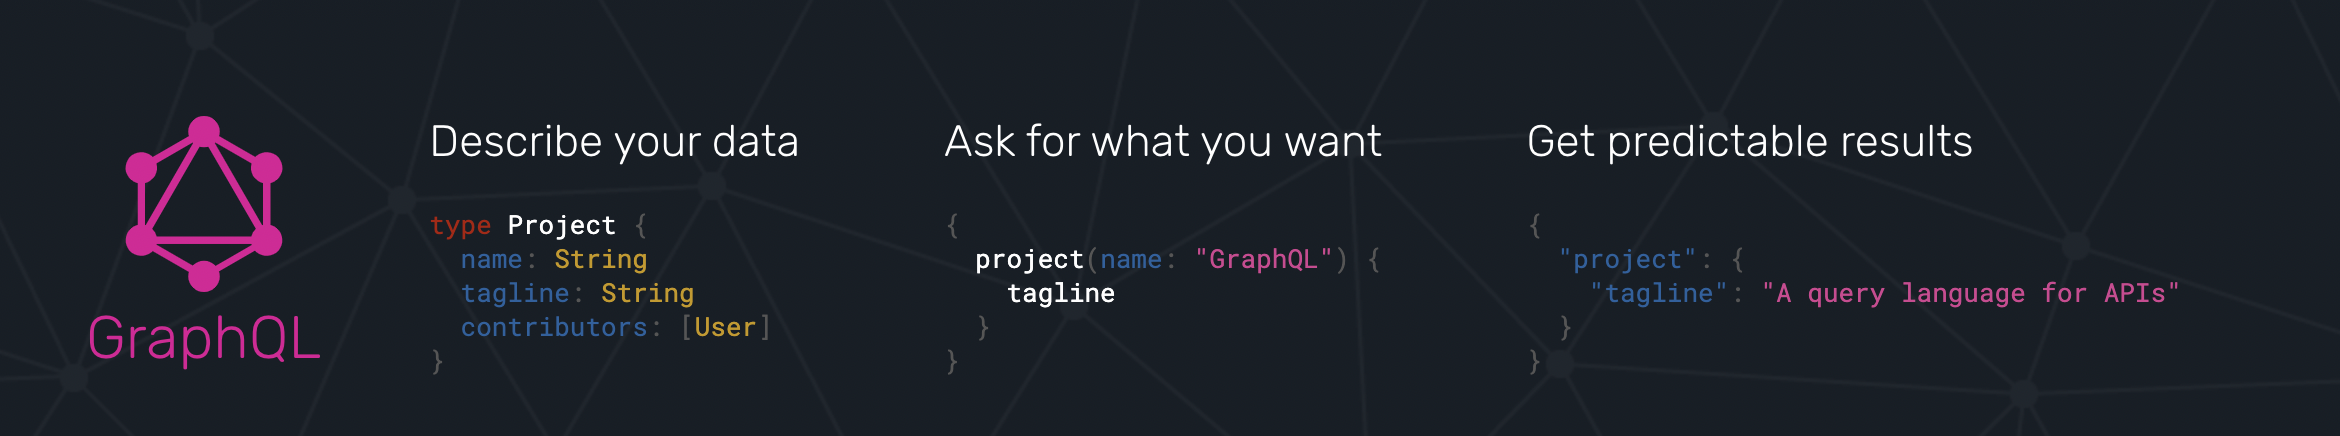 GraphQL
Describe your data
type Project {
  name: String
  tagline: String
  contributors: [User]
}
Ask for what you want
{
  project(name: "GraphQL") {
    tagline
  }
}
Get predictable results
{
  "project": {
    "tagline": "A query language for APIs"
  }
}